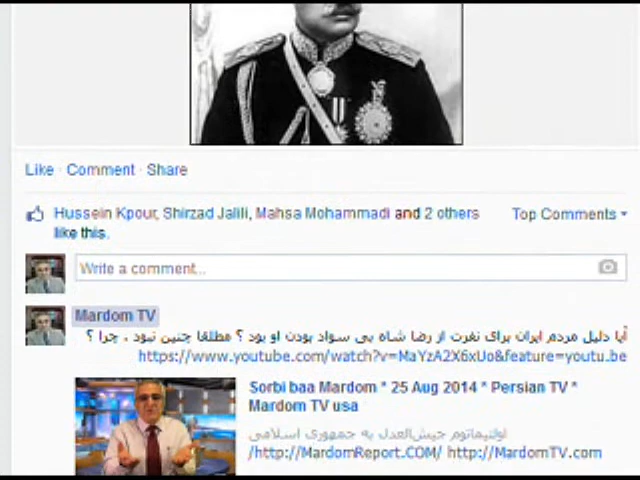 Like · Comment · Share
Hussein Kpour, Shirzad Jalili, Mahsa Mohammadi and 2 others
Top Comments
like this.
Write a comment...
Mardom TV
آیا دلیل مردم ایران برای نفرت از رضا شاه بی سواد بودن او بود ؟ مطلقا چنین نبود ، چرا ؟
https://www.youtube.com/watch?v=MaYzA2X6xUo&feature=youtu.be
Sorbi baa Mardom * 25 Aug 2014 * Persian TV *
Mardom TV usa
اولتیماتوم جیش‌العدل به جمهوری اسلامی
/http://MardomReport.COM/ http://MardomTV.com